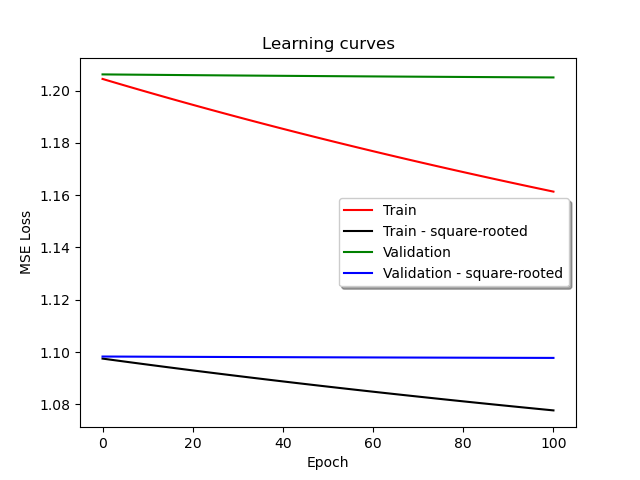 Learning curves
MSE Loss
1.20
1.18
1.16
1.14
1.12
1.10
1.08
Train
Train - square-rooted
Validation
Validation - square-rooted
0 20 40 60 80 100
Epoch